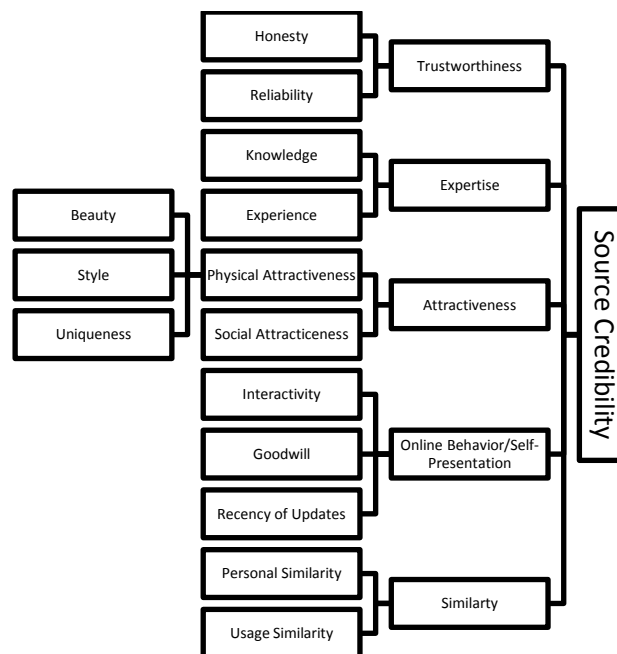 Honesty
Trustworthiness
Reliability
Knowledge
Expertise
Experience
Beauty
Style
Uniqueness
Physical Attractiveness
Attractiveness
Social Attracticeness
Interactivity
Goodwill
Online Behavior/Self-
Presentation
Recency of Updates
Personal Similarity
Similarty
Usage Similarity
Source Credibility